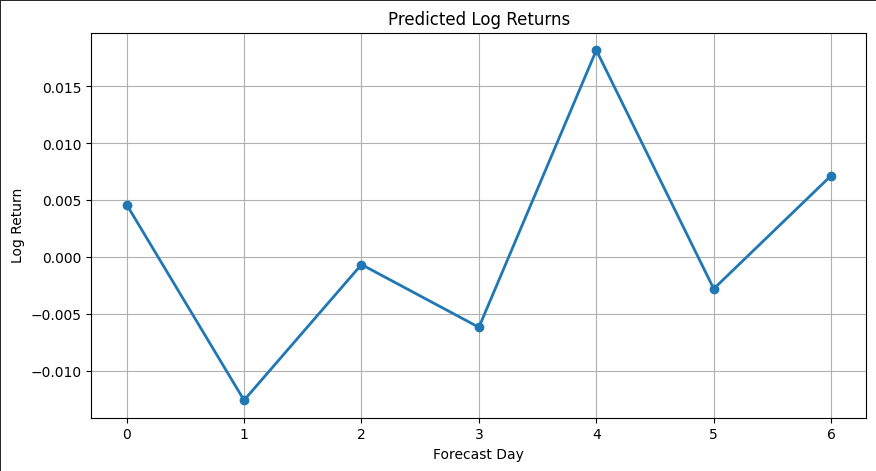 Predicted Log Returns
0.015
0.010
0.005
0.000
−0.005
−0.010
Log Return
0 1 2 3 4 5 6
Forecast Day